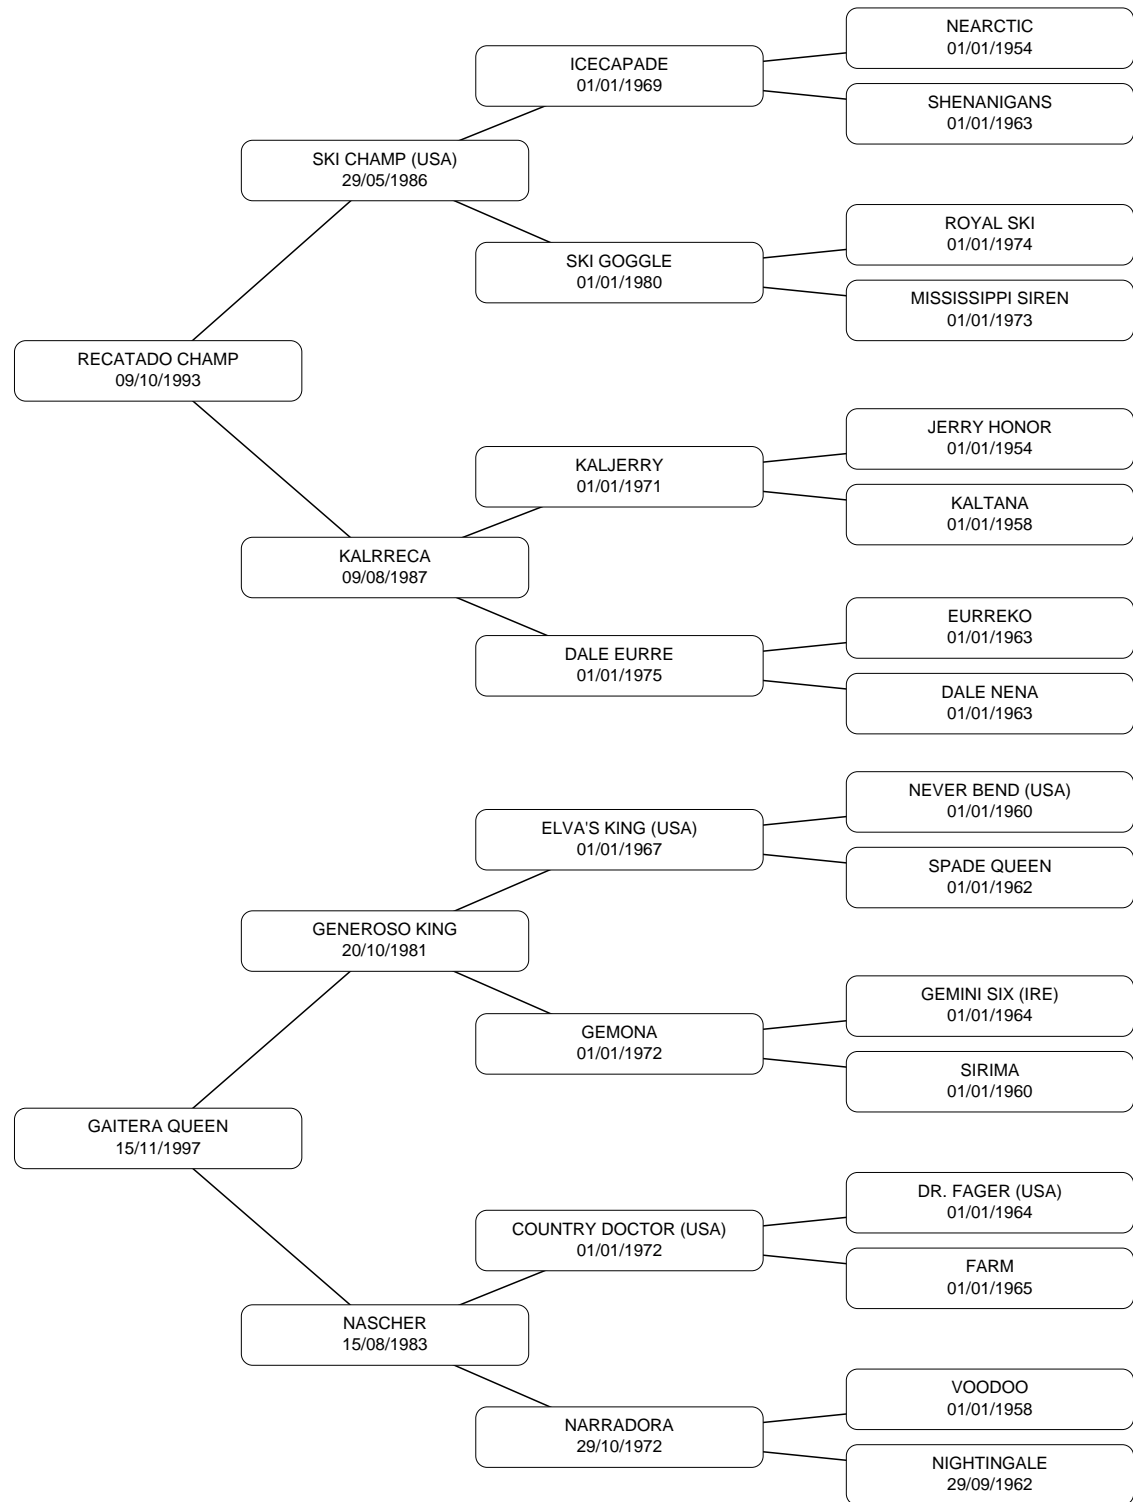 NEARCTIC
01/01/1954
ICECAPADE
01/01/1969
SHENANIGANS
01/01/1963
SKI CHAMP (USA)
29/05/1986
ROYAL SKI
01/01/1974
SKI GOGGLE
01/01/1980
MISSISSIPPI SIREN
01/01/1973
RECATADO CHAMP
09/10/1993
JERRY HONOR
01/01/1954
KALJERRY
01/01/1971
KALTANA
01/01/1958
KALRRECA
09/08/1987
EURREKO
01/01/1963
DALE EURRE
01/01/1975
DALE NENA
01/01/1963
NEVER BEND (USA)
01/01/1960
ELVA'S KING (USA)
01/01/1967
SPADE QUEEN
01/01/1962
GENEROSO KING
20/10/1981
GEMINI SIX (IRE)
01/01/1964
GEMONA
01/01/1972
SIRIMA
01/01/1960
GAITERA QUEEN
15/11/1997
DR. FAGER (USA)
01/01/1964
COUNTRY DOCTOR (USA)
01/01/1972
FARM
01/01/1965
NASCHER
15/08/1983
VOODOO
01/01/1958
NARRADORA
29/10/1972
NIGHTINGALE
29/09/1962